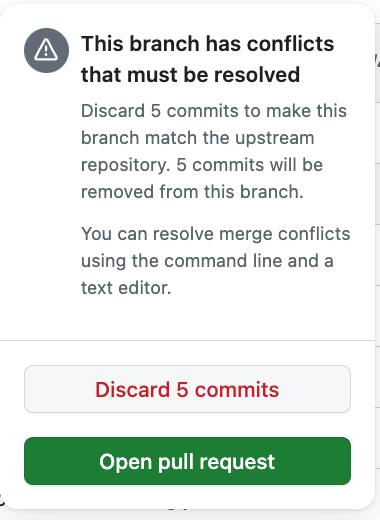 This branch has conflicts
that must be resolved
Discard 5 commits to make this
branch match the upstream
repository. 5 commits will be
removed from this branch.
You can resolve merge conflicts
using the command line and a
text editor.
Discard 5 commits
Open pull request